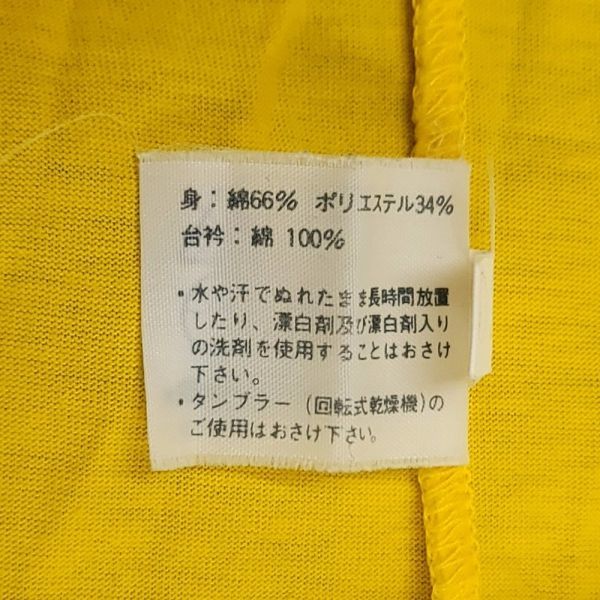 身：綿66% ポリエステル34%
台衿：綿 100%
・水や汗でぬれたまま長時間放置
したり、漂白剤及び漂白剤入り
の洗剤を使用することはおさけ
下さい。
・タンブラー（回転式乾燥機）の
ご使用はおさけ下さい。